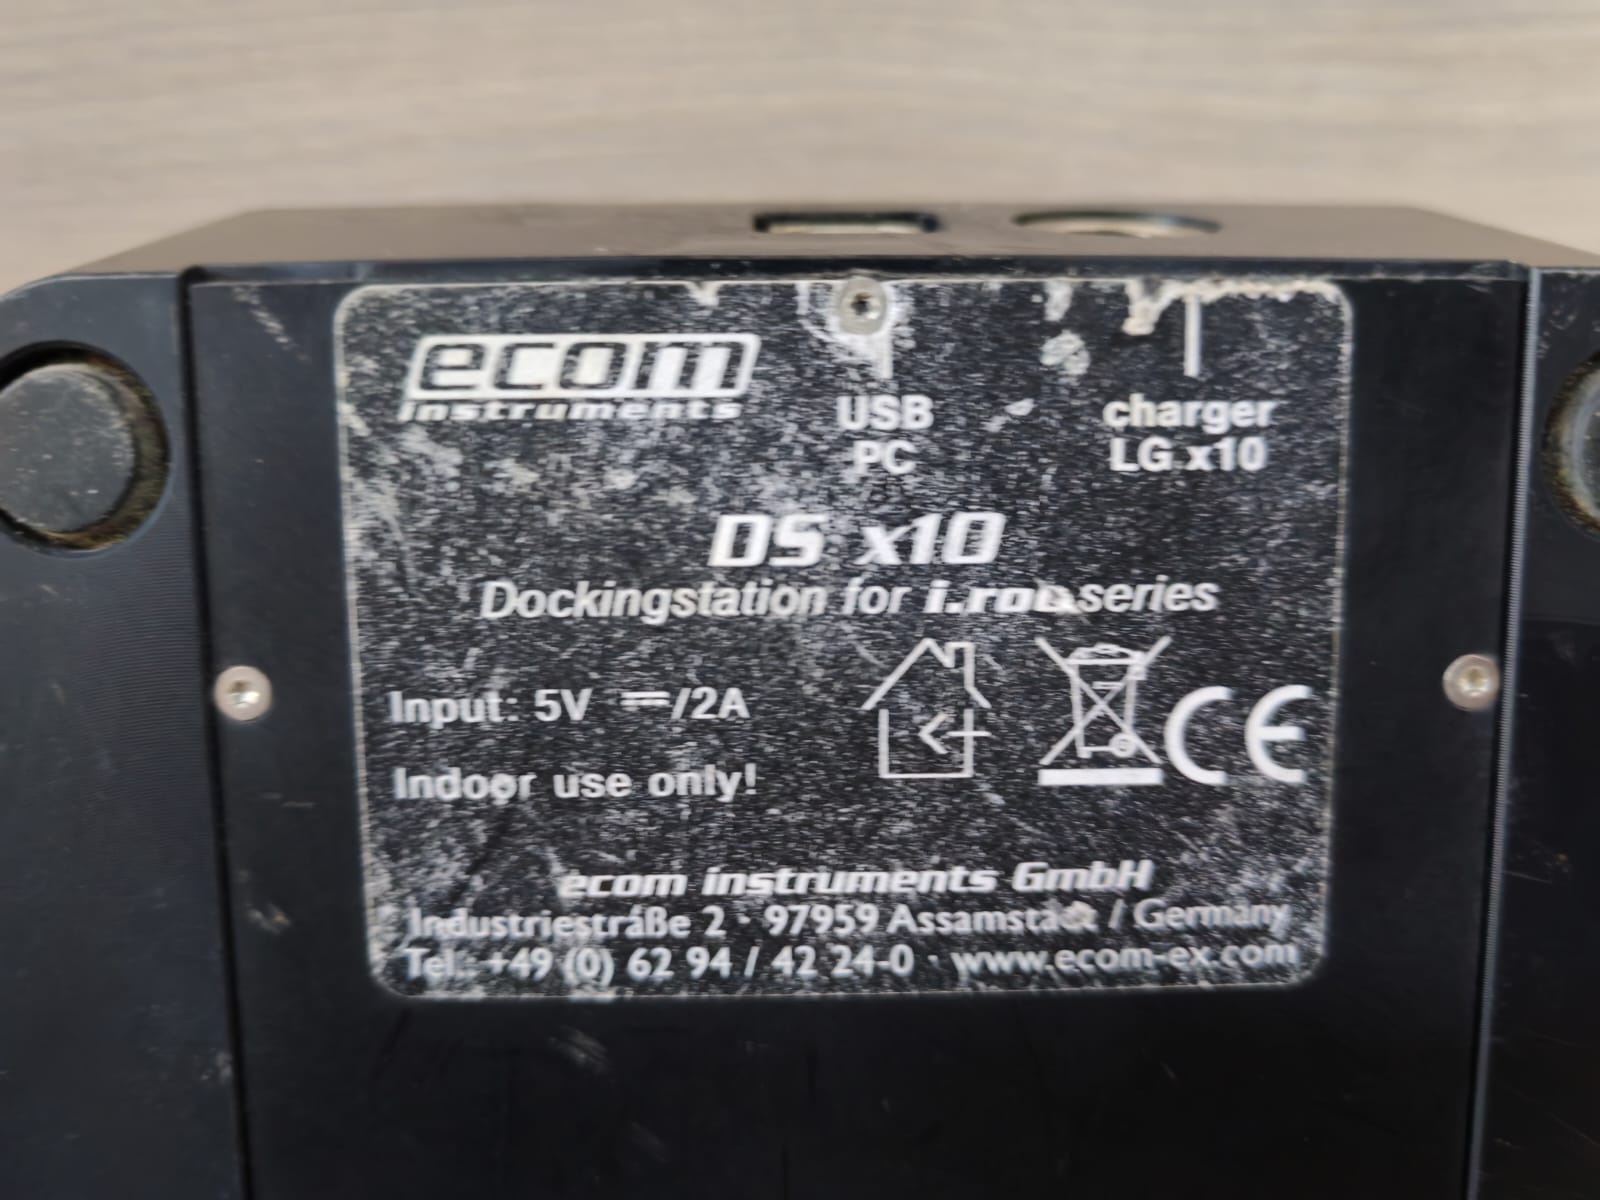 ecom
instruments
USB
PC
charger
LG x10
DS x10
Dockingstation for series
Input: 5V ⎓/2A
Indoor use only!
ecom instruments GmbH
Industriestraße 2 · 97959 Assamstadt / Germany
Tel.: +49 (0) 62 94 / 42 24-0 · www.ecom-ex.com
CE